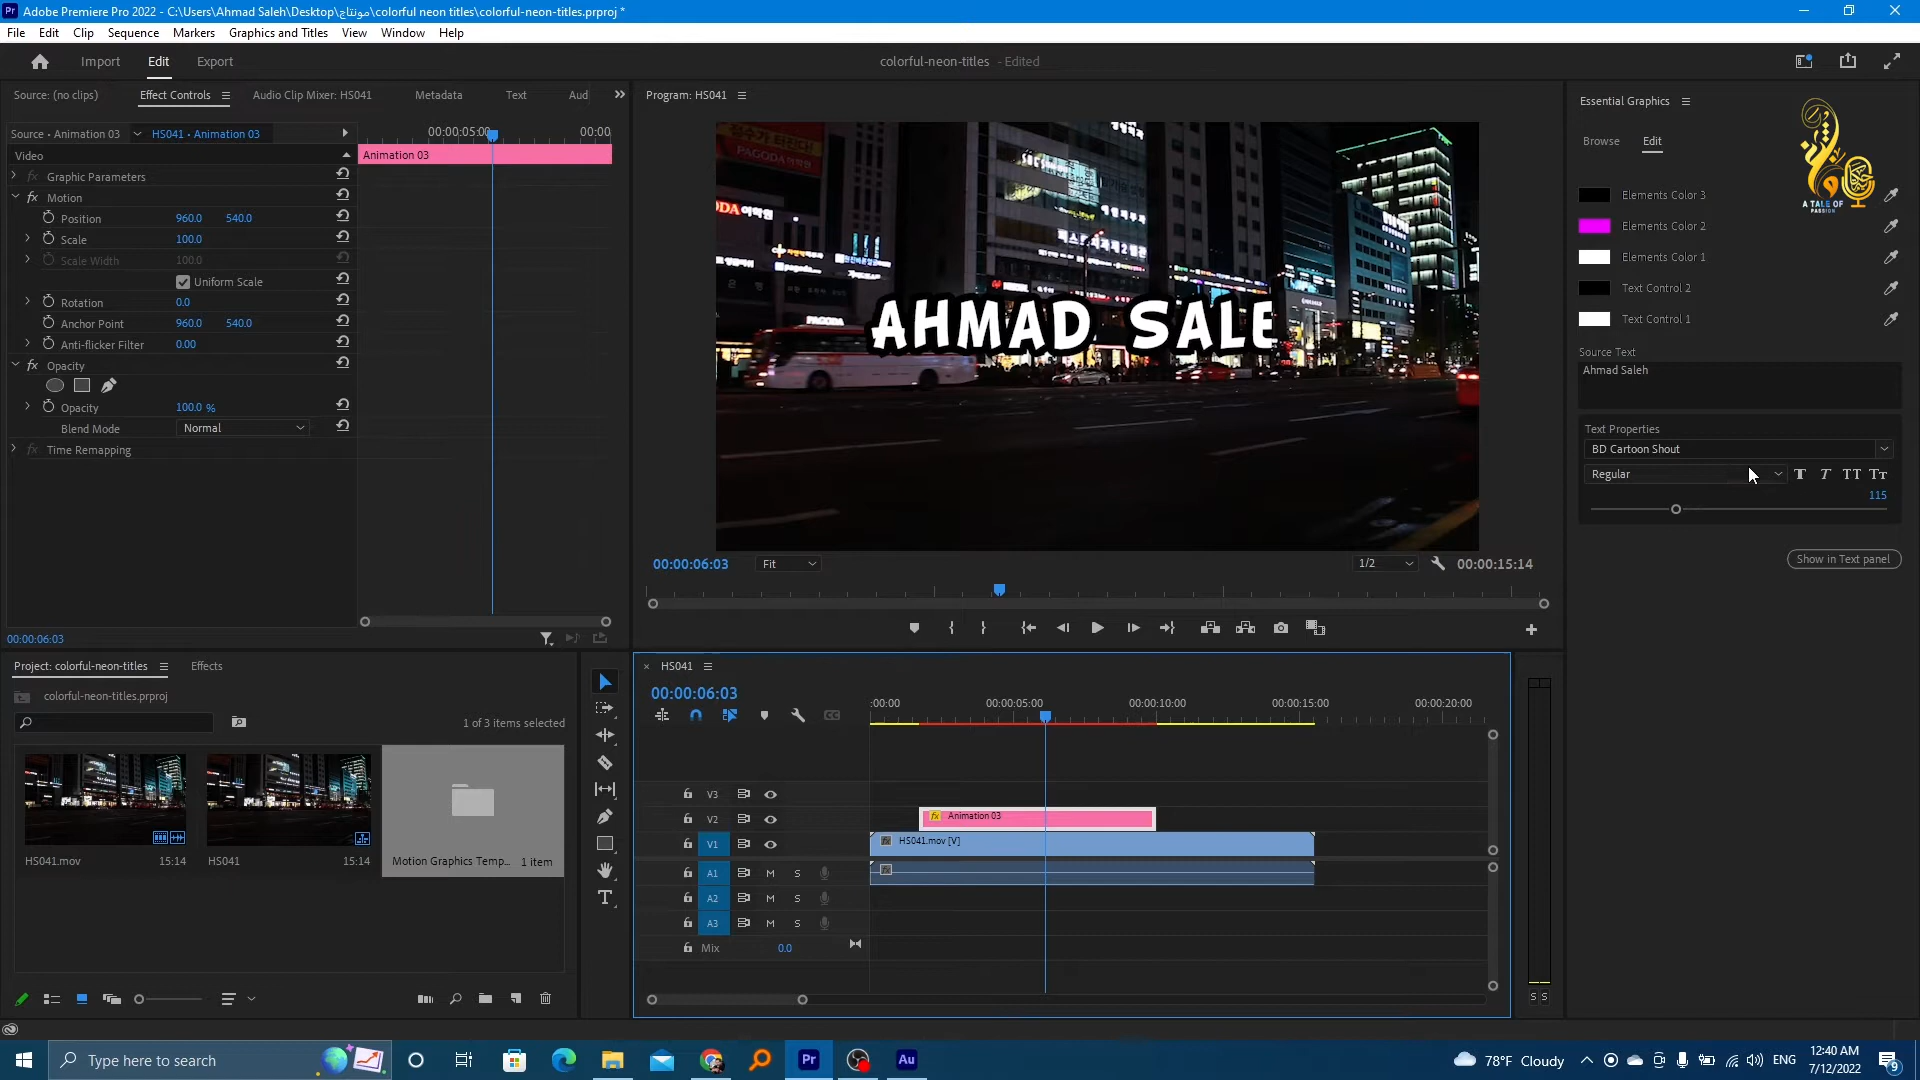 Adobe Premiere Pro 2022 - C:\Users\Ahmad Saleh\Desktop\مونتاج\colorful neon titles\colorful-neon-titles.prproj *
File Edit Clip Sequence Markers Graphics and Titles View Window Help
Import Edit Export
colorful-neon-titles - Edited
Source: (no clips) Effect Controls Audio Clip Mixer: HS041 Metadata Text Aud
Source • Animation 03 HS041 • Animation 03
00:00:05:00 00:00
Video
Animation 03
fx Graphic Parameters
fx Motion
Position 960.0 540.0
Scale 100.0
Scale Width 100.0
Uniform Scale
Rotation 0.0
Anchor Point 960.0 540.0
Anti-flicker Filter 0.00
fx Opacity
Opacity 100.0 %
Blend Mode Normal
fx Time Remapping
00:00:06:03
Program: HS041
PAGODA
AHMAD SALE
00:00:06:03 Fit 1/2 00:00:15:14
Essential Graphics
A TALE OF
PASSION
Browse Edit
Elements Color 3
Elements Color 2
Elements Color 1
Text Control 2
Text Control 1
Source Text
Ahmad Saleh
Text Properties
BD Cartoon Shout
Regular
115
Show in Text panel
Project: colorful-neon-titles Effects
colorful-neon-titles.prproj
1 of 3 items selected
HS041.mov 15:14
HS041 15:14
Motion Graphics Temp... 1 item
HS041
00:00:06:03
:00:00 00:00:05:00 00:00:10:00 00:00:15:00 00:00:20:00
V3
V2
fx Animation 03
V1
fx HS041.mov [V]
A1 M S
A2 M S
A3 M S
Mix 0.0
S S
Type here to search
Pr
Au
78°F Cloudy
ENG
12:40 AM
7/12/2022
9